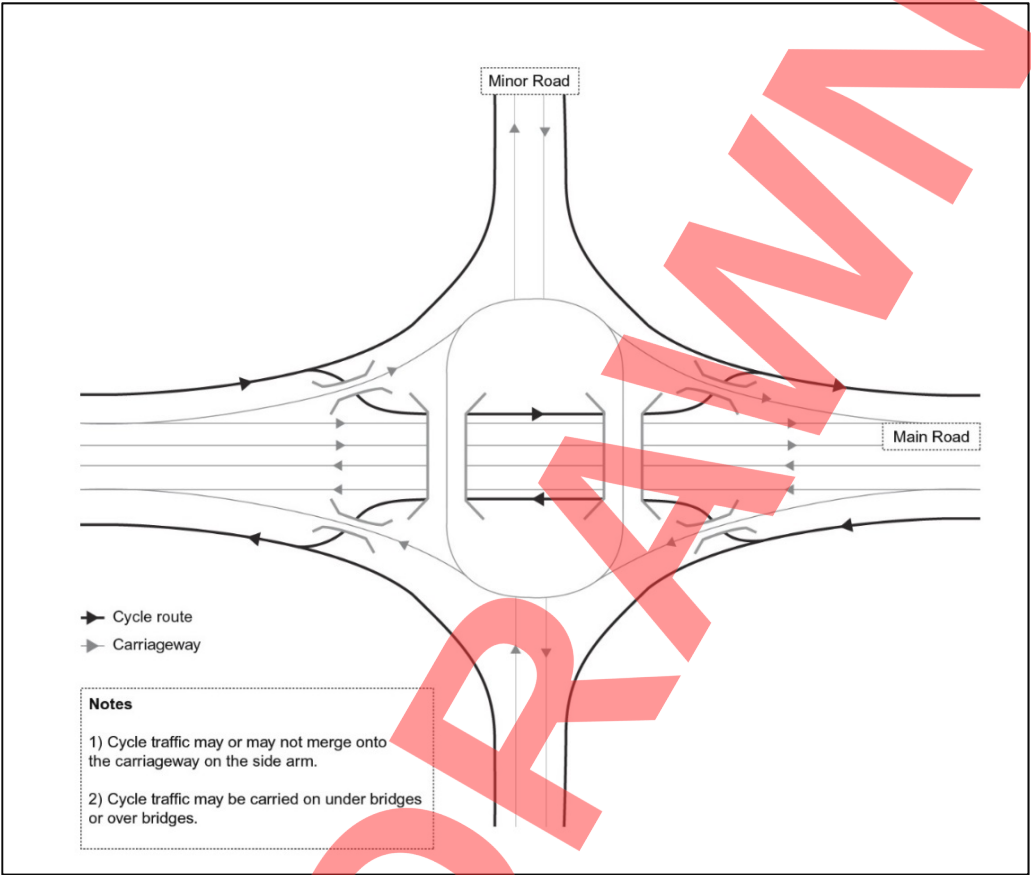 Minor Road
Main Road
Cycle route
Carriageway
Notes
1) Cycle traffic may or may not merge onto
the carriageway on the side arm.
2) Cycle traffic may be carried on under bridges
or over bridges.
DRAWN